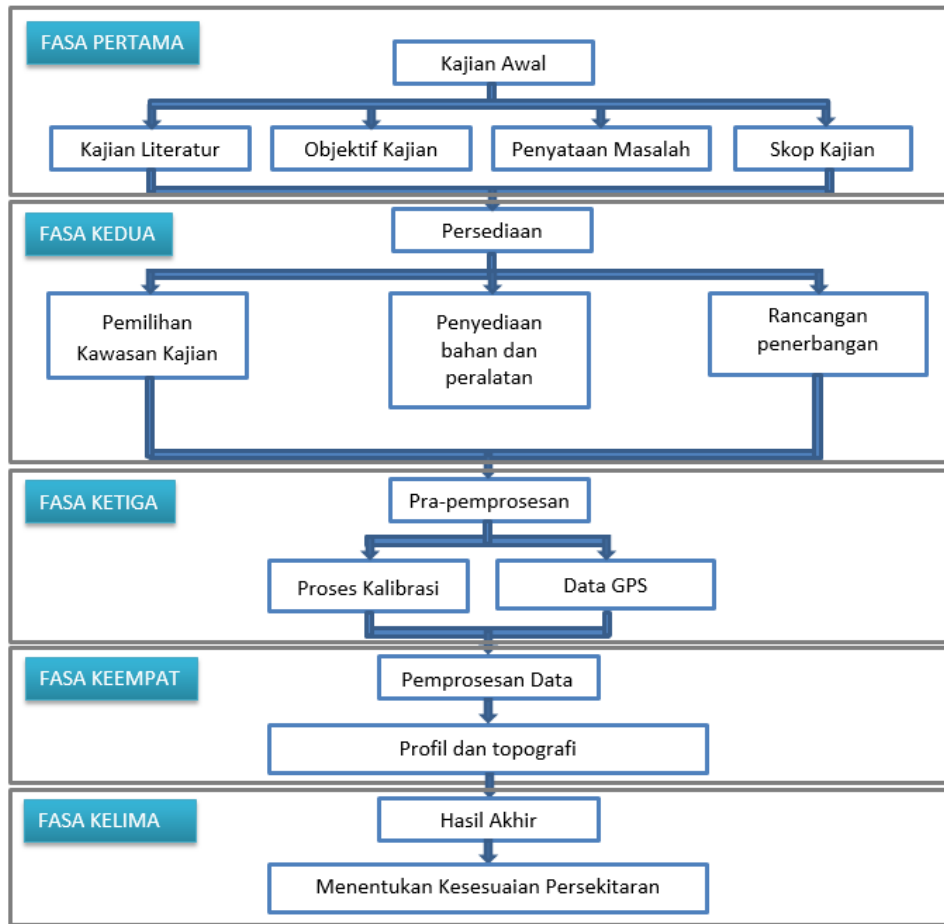 FASA PERTAMA
Kajian Awal
Kajian Literatur
Objektif Kajian
Penyataan Masalah
Skop Kajian
FASA KEDUA
Persediaan
Pemilihan
Kawasan Kajian
Penyediaan
bahan dan
peralatan
Rancangan
penerbangan
FASA KETIGA
Pra-pemprosesan
Proses Kalibrasi
Data GPS
FASA KEEMPAT
Pemprosesan Data
Profil dan topografi
FASA KELIMA
Hasil Akhir
Menentukan Kesesuaian Persekitaran